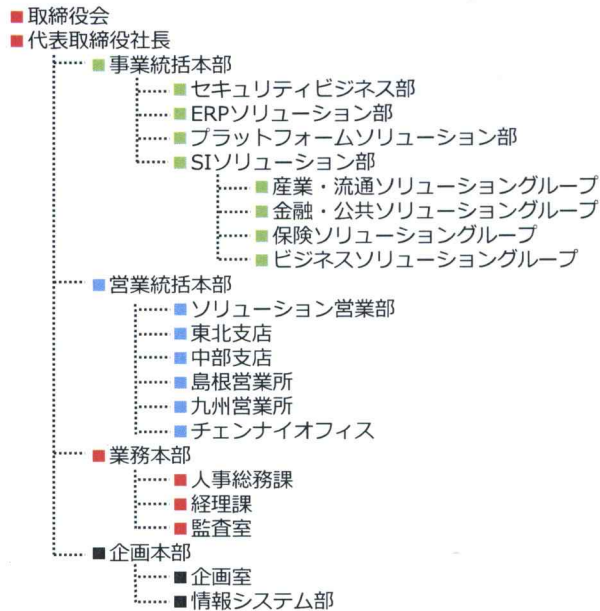 取締役会
代表取締役社長
事業統括本部
セキュリティビジネス部
ERPソリューション部
プラットフォームソリューション部
SIソリューション部
産業・流通ソリューショングループ
金融・公共ソリューショングループ
保険ソリューショングループ
ビジネスソリューショングループ
営業統括本部
ソリューション営業部
東北支店
中部支店
島根営業所
九州営業所
チェンナイオフィス
業務本部
人事総務課
経理課
監査室
企画本部
企画室
情報システム部